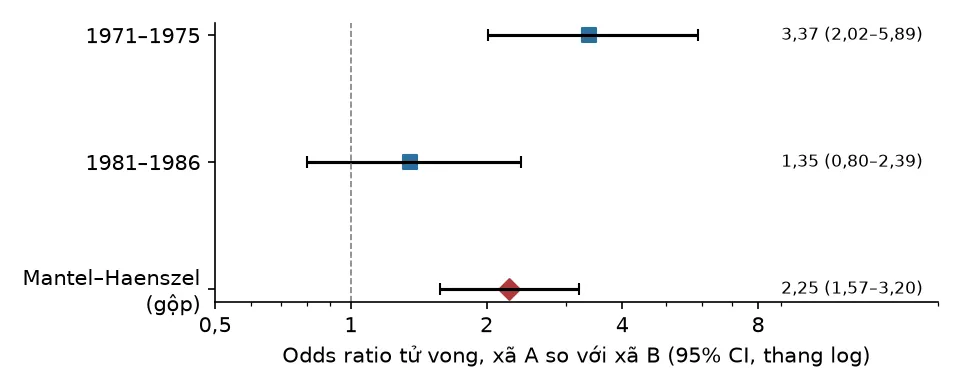 1971–1975
3,37 (2,02–5,89)
1981–1986
1,35 (0,80–2,39)
Mantel–Haenszel
(gộp)
2,25 (1,57–3,20)
0,5 1 2 4 8
Odds ratio tử vong, xã A so với xã B (95% CI, thang log)